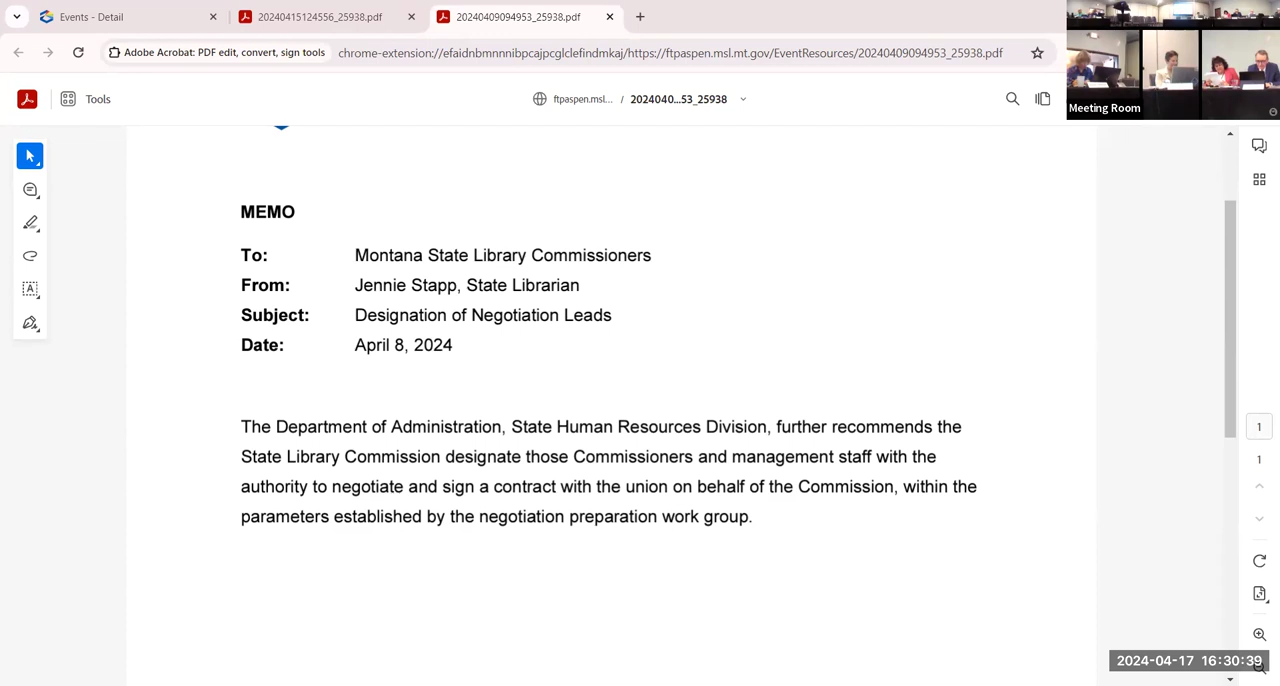 Events - Detail
20240415124556_25938.pdf
20240409094953_25938.pdf
Adobe Acrobat: PDF edit, convert, sign tools
chrome-extension://efaidnbmnnnibpcajpcglclefindmkaj/https://ftpaspen.msl.mt.gov/EventResources/20240409094953_25938.pdf
Meeting Room
Tools
ftpaspen.msl... / 2024040...53_25938
MEMO
To: Montana State Library Commissioners
From: Jennie Stapp, State Librarian
Subject: Designation of Negotiation Leads
Date: April 8, 2024
The Department of Administration, State Human Resources Division, further recommends the
State Library Commission designate those Commissioners and management staff with the
authority to negotiate and sign a contract with the union on behalf of the Commission, within the
parameters established by the negotiation preparation work group.
1
1
2024-04-17 16:30:39